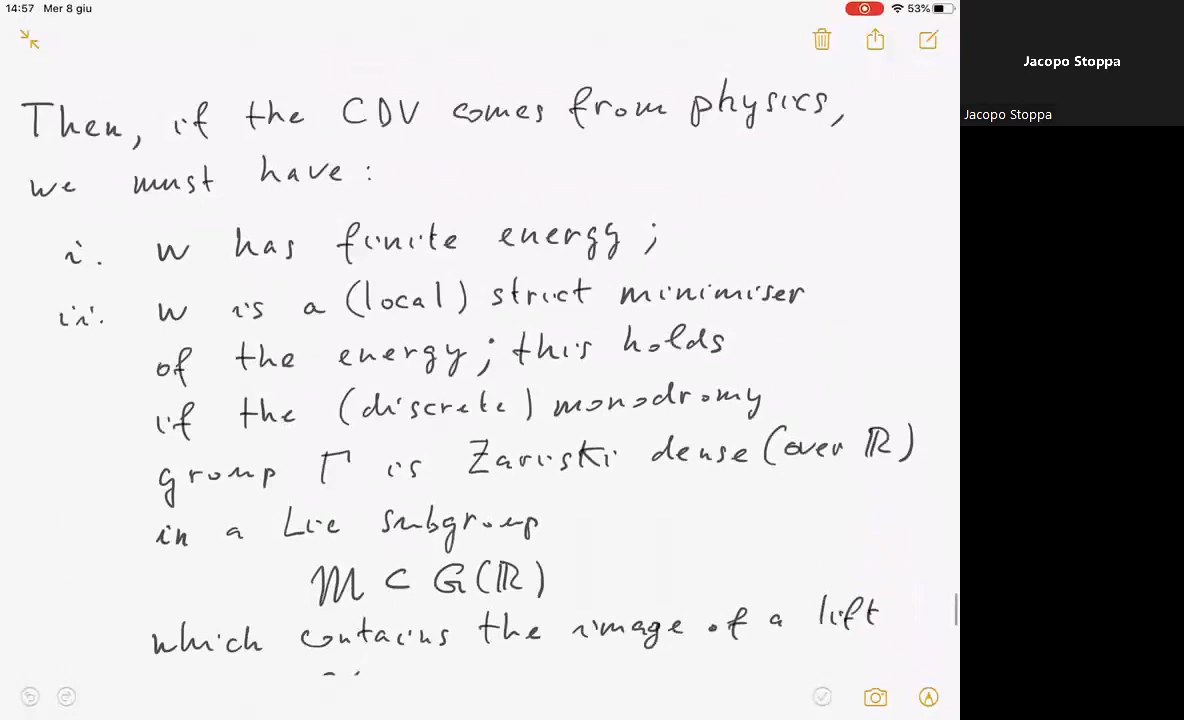 14:57 Mer 8 giu
53%
Jacopo Stoppa
Jacopo Stoppa
Then, if the CDV comes from physics,
we must have:
i. w has finite energy;
ii. w is a (local) strict minimiser
of the energy; this holds
if the (discrete) monodromy
group Γ is Zariski dense (over ℝ)
in a Lie subgroup
M ⊂ G(ℝ)
which contains the image of a lift